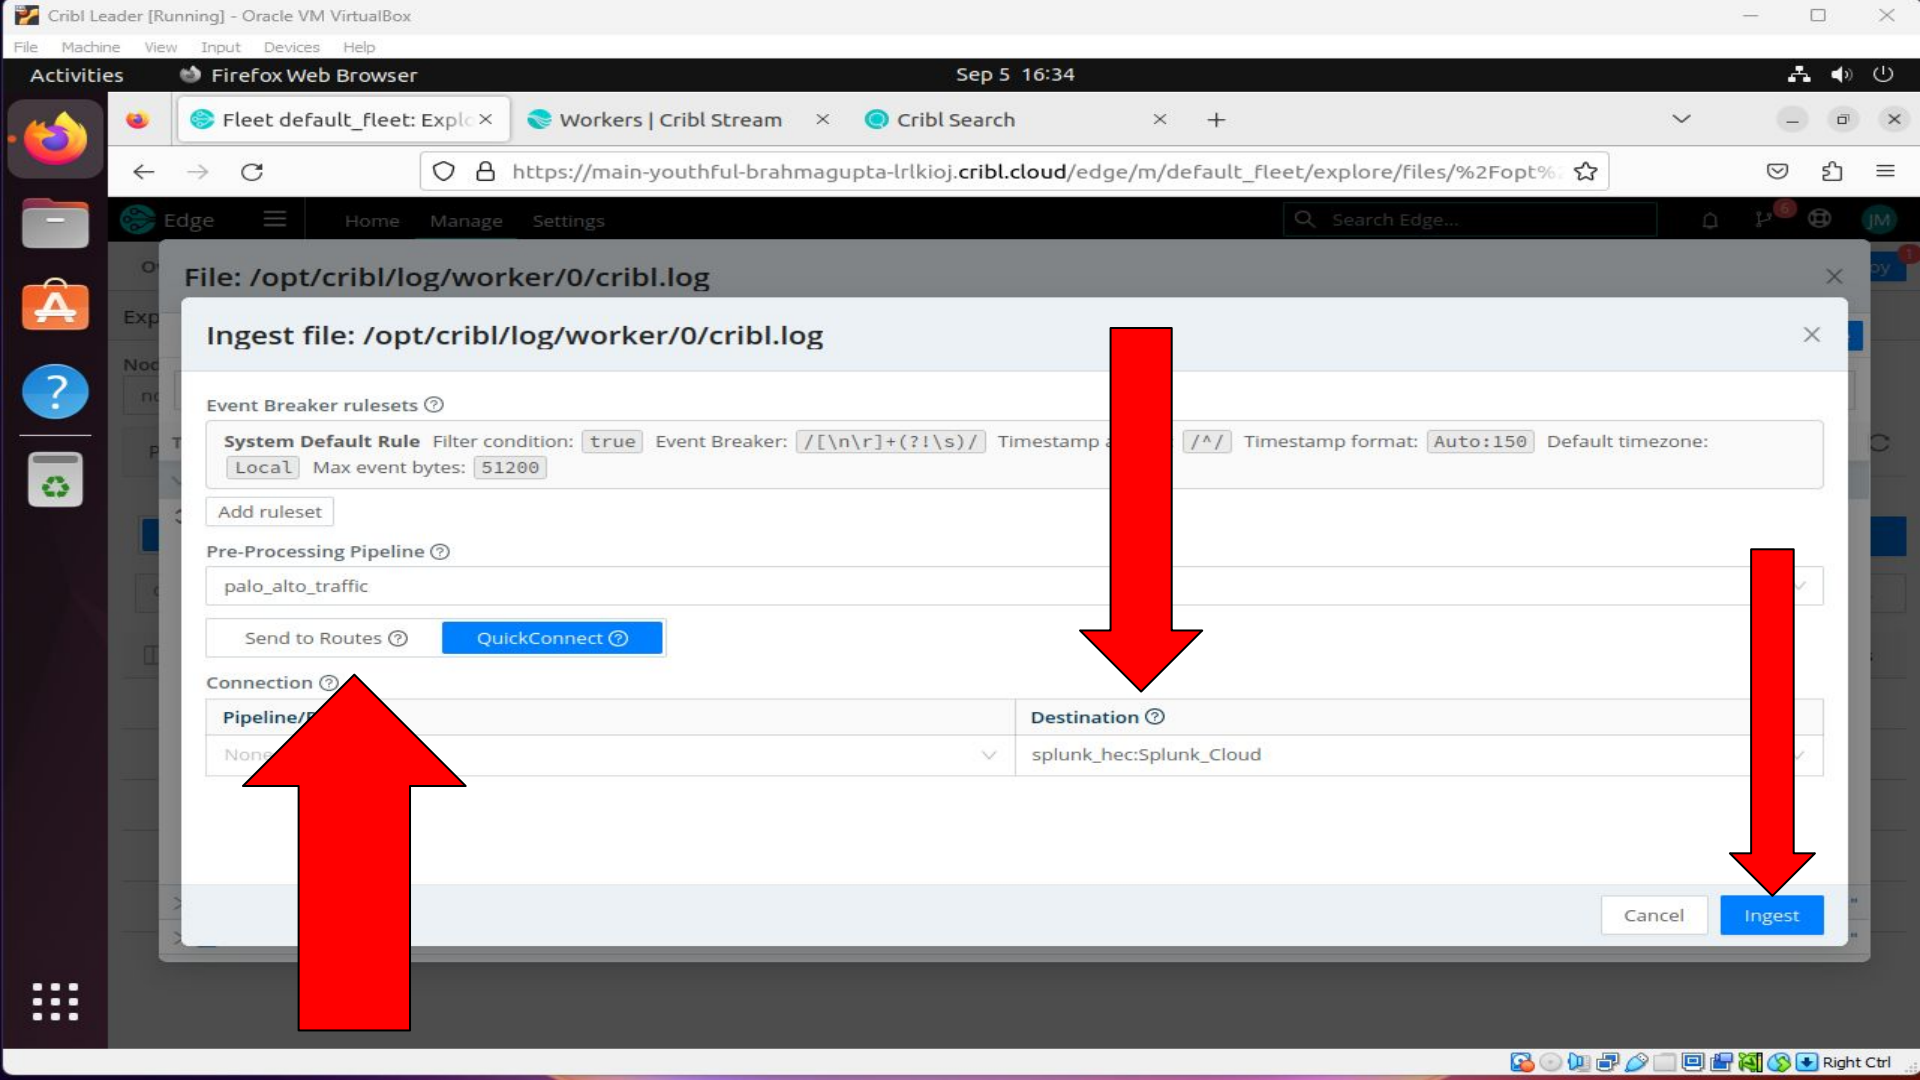 Cribl Leader [Running] - Oracle VM VirtualBox
File Machine View Input Devices Help
Activities Firefox Web Browser Sep 5 16:34
Fleet default_fleet: Explo Workers | Cribl Stream Cribl Search
https://main-youthful-brahmagupta-lrlkioj.cribl.cloud/edge/m/default_fleet/explore/files/%2Fopt%
Edge Home Manage Settings Search Edge... 6 JM
File: /opt/cribl/log/worker/0/cribl.log
1
Exp
Ingest file: /opt/cribl/log/worker/0/cribl.log
Event Breaker rulesets
System Default Rule Filter condition: true Event Breaker: /[\n\r]+(?!\s)/ Timestamp /^/ Timestamp format: Auto:150 Default timezone:
Local Max event bytes: 51200
Add ruleset
Pre-Processing Pipeline
palo_alto_traffic
Send to Routes QuickConnect
Connection
Pipeline/ Destination
None splunk_hec:Splunk_Cloud
Cancel Ingest
Right Ctrl